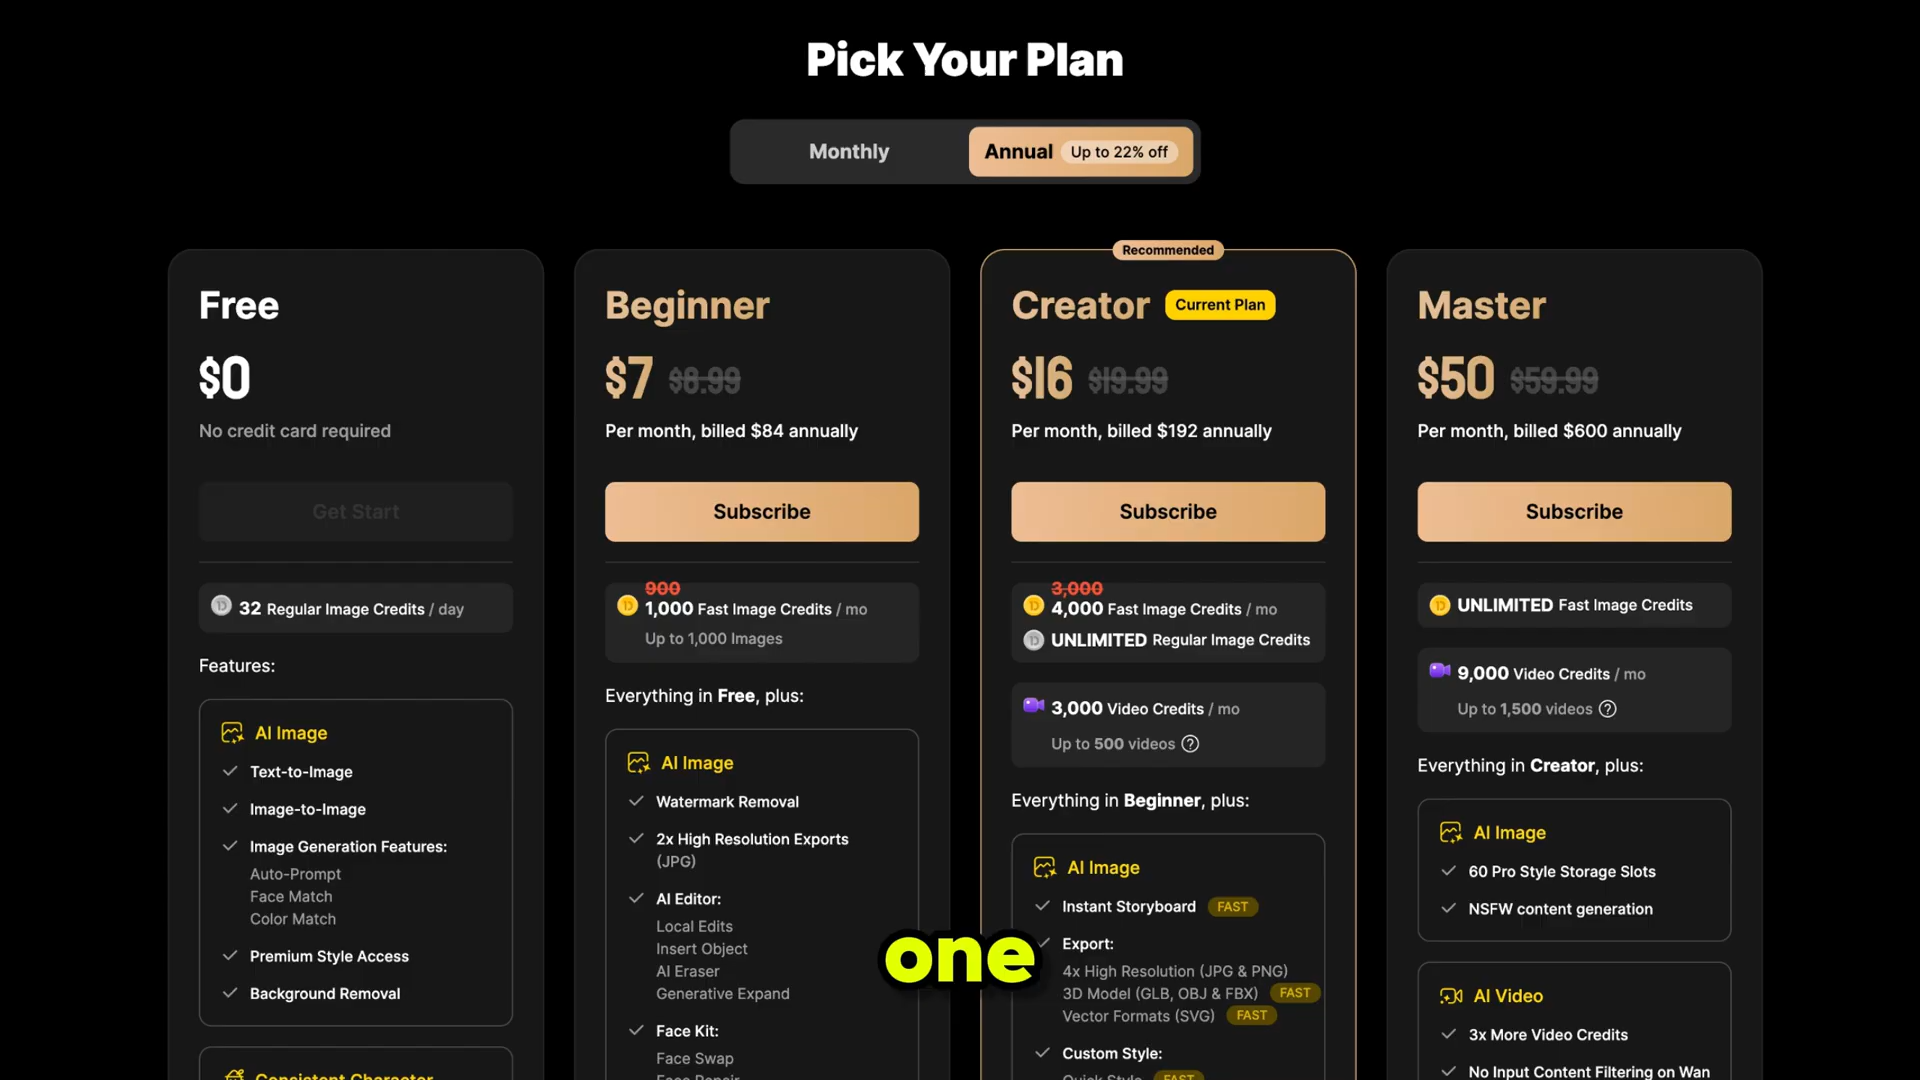 Pick Your Plan
Monthly
Annual Up to 22% off
Free
$0
No credit card required
Get Start
32 Regular Image Credits / day
Features:
AI Image
Text-to-Image
Image-to-Image
Image Generation Features:
Auto-Prompt
Face Match
Color Match
Premium Style Access
Background Removal
Consistent Character
Beginner
$7 $8.99
Per month, billed $84 annually
Subscribe
900
1,000 Fast Image Credits / mo
Up to 1,000 Images
Everything in Free, plus:
AI Image
Watermark Removal
2x High Resolution Exports
(JPG)
AI Editor:
Local Edits
Insert Object
AI Eraser
Generative Expand
Face Kit:
Face Swap
Face Repair
Recommended
Creator Current Plan
$16 $19.99
Per month, billed $192 annually
Subscribe
3,000
4,000 Fast Image Credits / mo
UNLIMITED Regular Image Credits
3,000 Video Credits / mo
Up to 500 videos
Everything in Beginner, plus:
AI Image
Instant Storyboard FAST
Export:
4x High Resolution (JPG & PNG)
3D Model (GLB, OBJ & FBX) FAST
Vector Formats (SVG) FAST
Custom Style:
Quick Style FAST
Master
$50 $59.99
Per month, billed $600 annually
Subscribe
UNLIMITED Fast Image Credits
9,000 Video Credits / mo
Up to 1,500 videos
Everything in Creator, plus:
AI Image
60 Pro Style Storage Slots
NSFW content generation
AI Video
3x More Video Credits
No Input Content Filtering on Wan
one